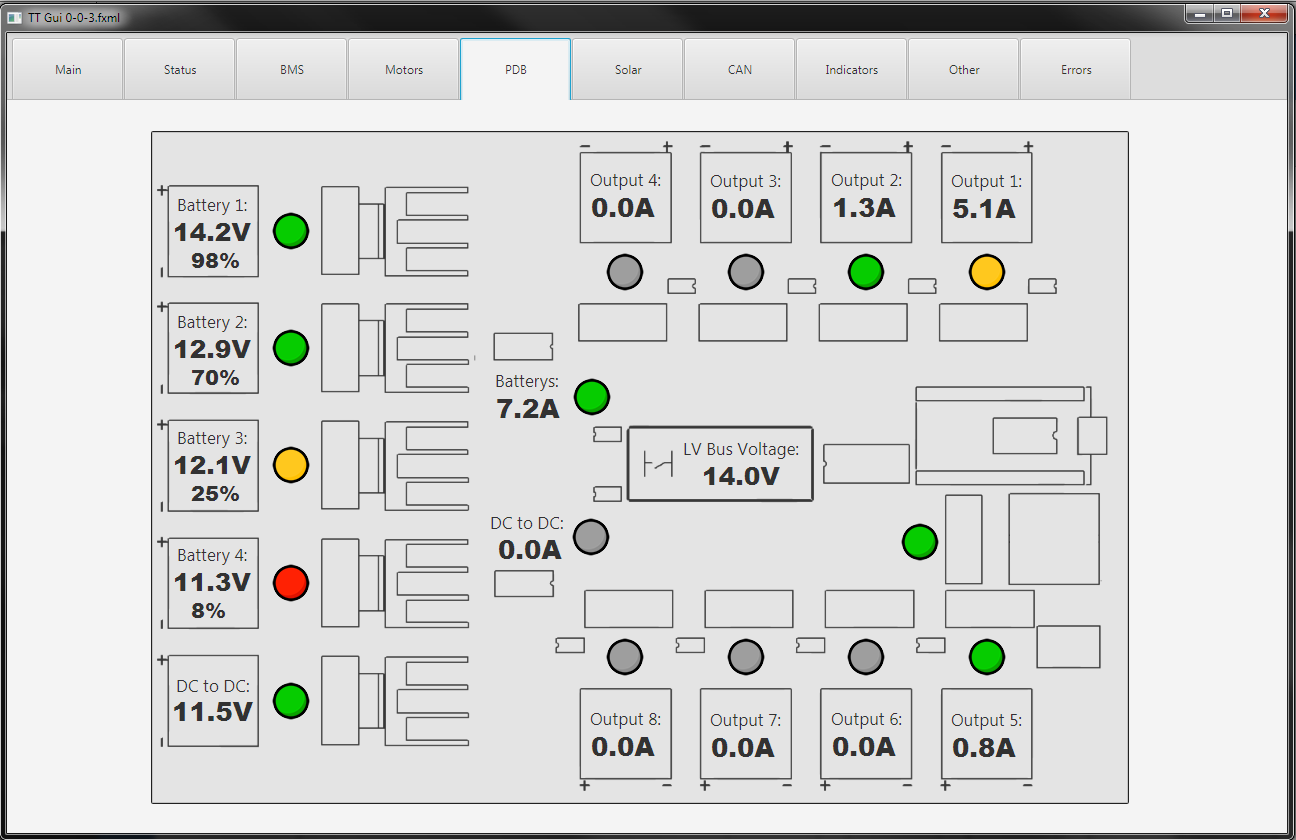 TT Gui 0-0-3.fxml
Main
Status
BMS
Motors
PDB
Solar
CAN
Indicators
Other
Errors
Battery 1:
14.2V
98%
Battery 2:
12.9V
70%
Battery 3:
12.1V
25%
Battery 4:
11.3V
8%
DC to DC:
11.5V
Output 4:
0.0A
Output 3:
0.0A
Output 2:
1.3A
Output 1:
5.1A
Batterys:
7.2A
LV Bus Voltage:
14.0V
DC to DC:
0.0A
Output 8:
0.0A
Output 7:
0.0A
Output 6:
0.0A
Output 5:
0.8A